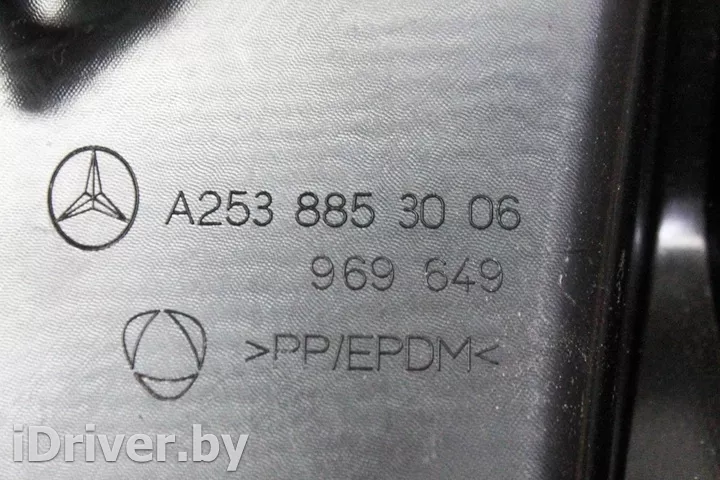 A253 885 30 06
969 649
>PP/EPDM<
iDriver.by